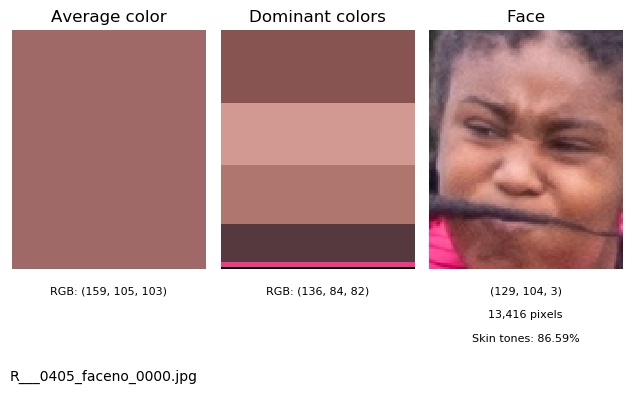 Average color
Dominant colors
Face
RGB: (159, 105, 103)
RGB: (136, 84, 82)
(129, 104, 3)
13,416 pixels
Skin tones: 86.59%
R___0405_faceno_0000.jpg